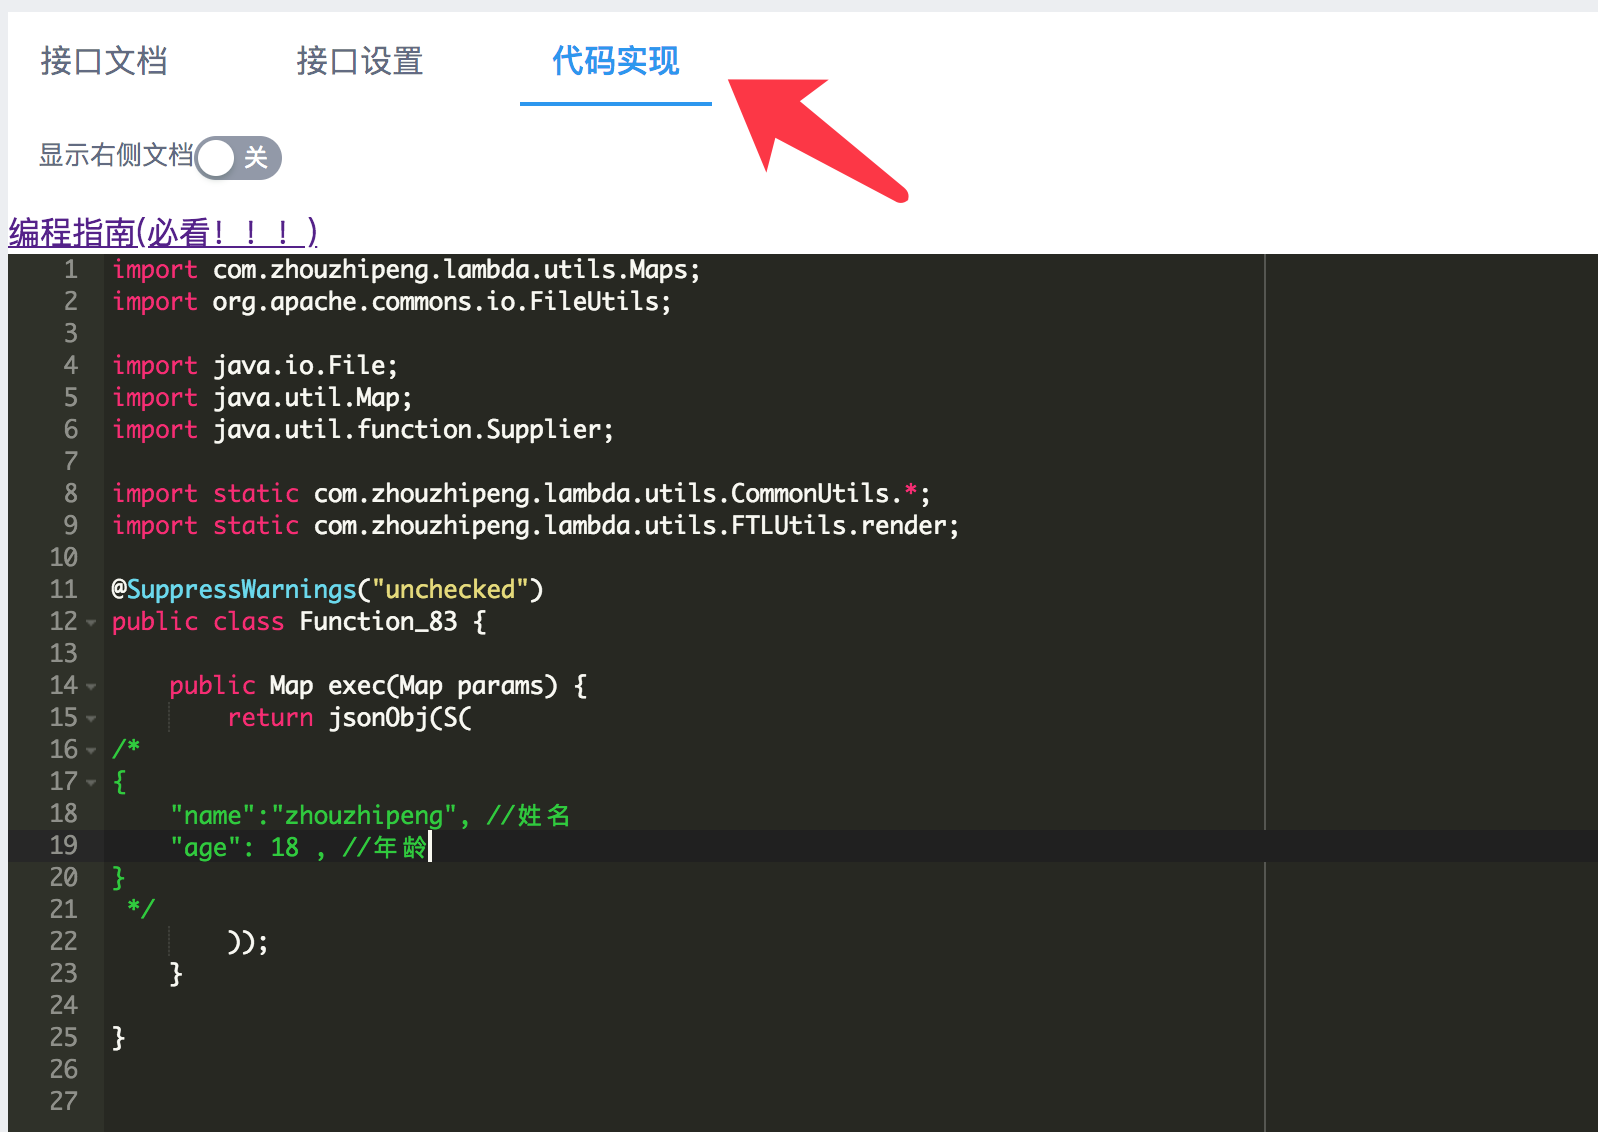 接口文档 接口设置 代码实现
显示右侧文档 关
编程指南(必看！！！)
1 import com.zhouzhipeng.lambda.utils.Maps;
2 import org.apache.commons.io.FileUtils;
3
4 import java.io.File;
5 import java.util.Map;
6 import java.util.function.Supplier;
7
8 import static com.zhouzhipeng.lambda.utils.CommonUtils.*;
9 import static com.zhouzhipeng.lambda.utils.FTLUtils.render;
10
11 @SuppressWarnings("unchecked")
12 public class Function_83 {
13
14     public Map exec(Map params) {
15         return jsonObj(S(
16 /*
17 {
18     "name":"zhouzhipeng", //姓名
19     "age": 18 , //年龄
20 }
21  */
22         ));
23     }
24
25 }
26
27